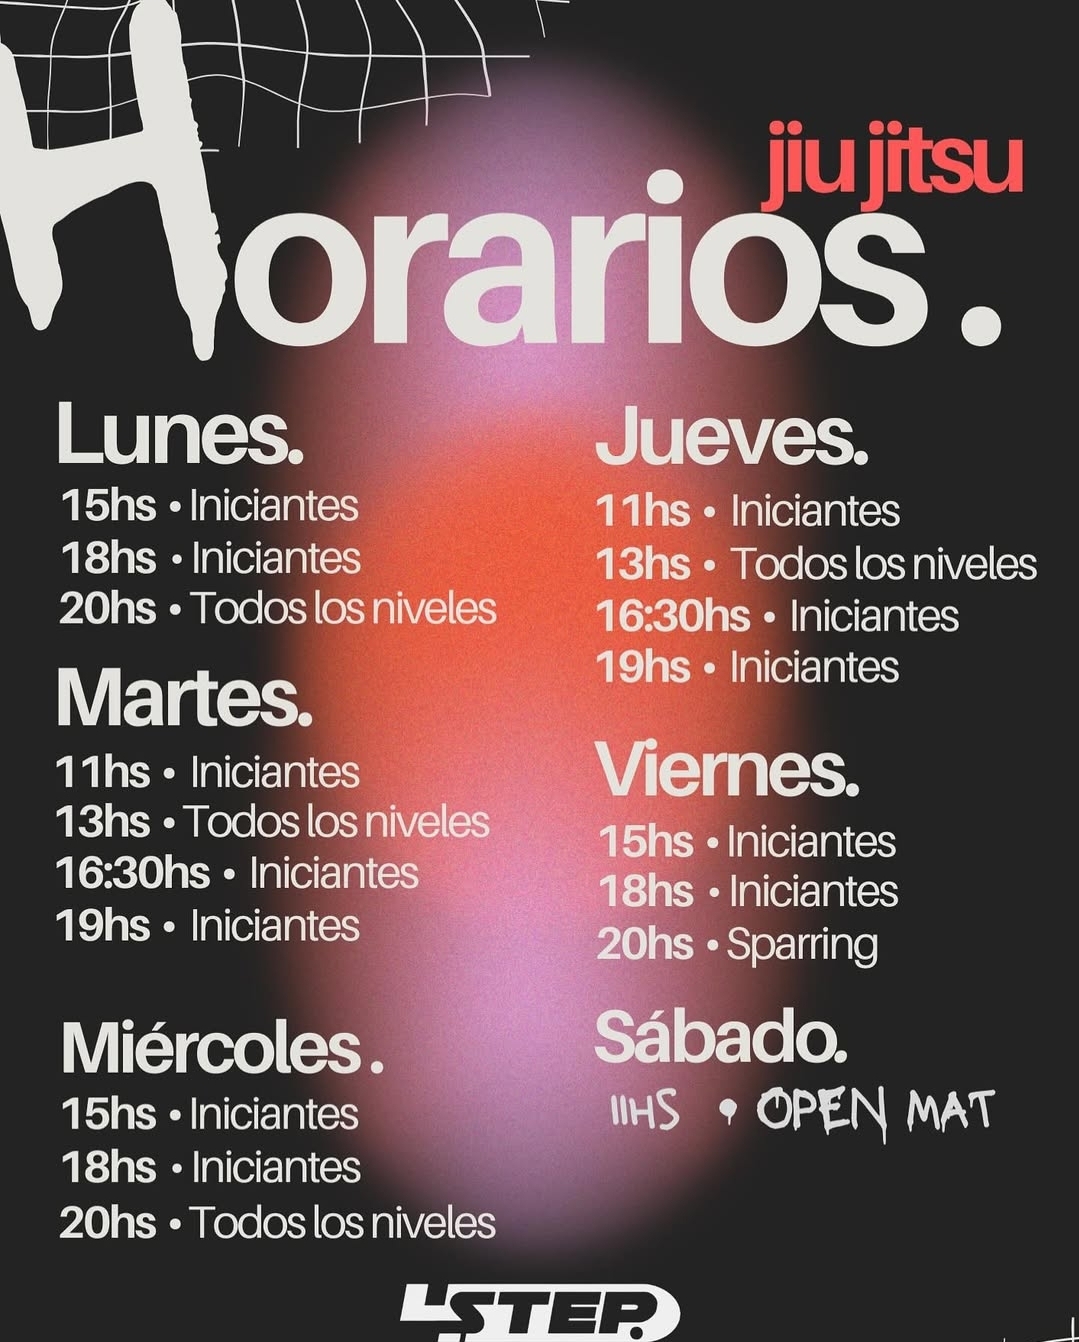 jiu jitsu
Horarios.
Lunes.
15hs • Iniciantes
18hs • Iniciantes
20hs • Todos los niveles
Martes.
11hs • Iniciantes
13hs • Todos los niveles
16:30hs • Iniciantes
19hs • Iniciantes
Miércoles.
15hs • Iniciantes
18hs • Iniciantes
20hs • Todos los niveles
Jueves.
11hs • Iniciantes
13hs • Todos los niveles
16:30hs • Iniciantes
19hs • Iniciantes
Viernes.
15hs • Iniciantes
18hs • Iniciantes
20hs • Sparring
Sábado.
11HS • OPEN MAT
4STEP.